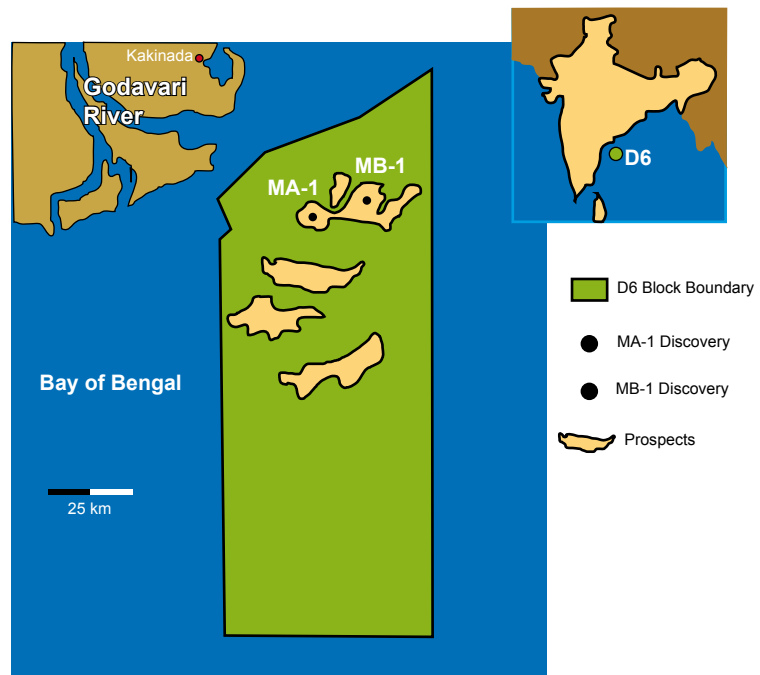 Kakinada
Godavari
River
D6
MB-1
MA-1
D6 Block Boundary
MA-1 Discovery
MB-1 Discovery
Prospects
Bay of Bengal
25 km